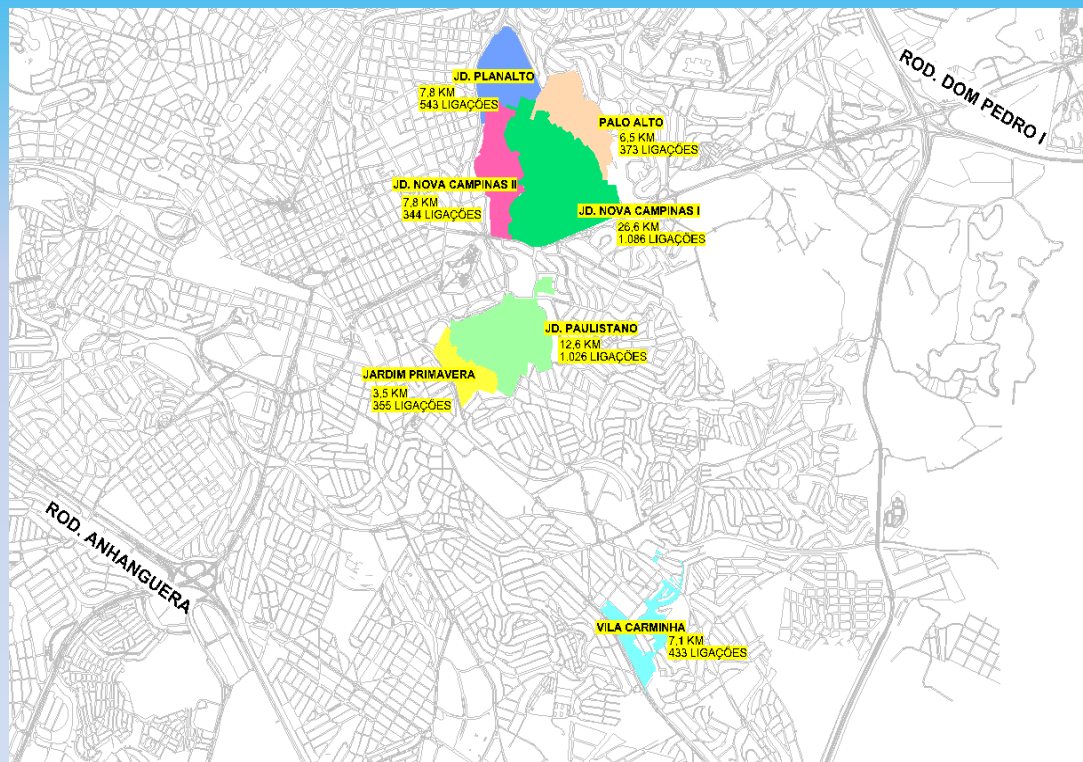 ROD. DOM PEDRO I
JD. PLANALTO
7,8 KM
543 LIGAÇÕES
PALO ALTO
6,5 KM
373 LIGAÇÕES
JD. NOVA CAMPINAS II
7,8 KM
344 LIGAÇÕES
JD. NOVA CAMPINAS I
26,6 KM
1.086 LIGAÇÕES
JD. PAULISTANO
12,6 KM
1.026 LIGAÇÕES
JARDIM PRIMAVERA
3,5 KM
355 LIGAÇÕES
ROD. ANHANGUERA
VILA CARMINHA
7,1 KM
433 LIGAÇÕES